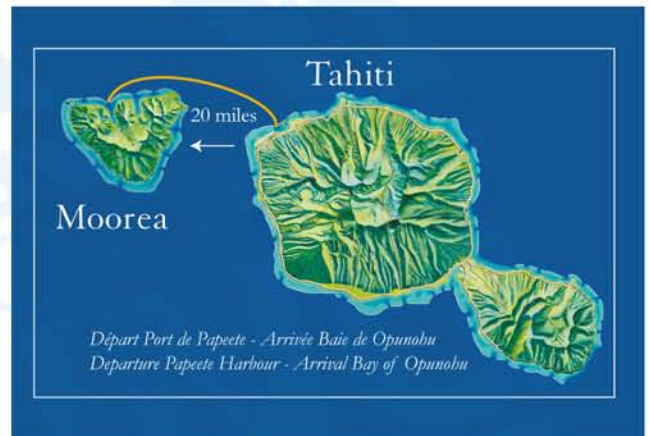 Tahiti
20 miles
Moorea
Départ Port de Papeete - Arrivée Baie de Opunohu
Departure Papeete Harbour - Arrival Bay of Opunohu